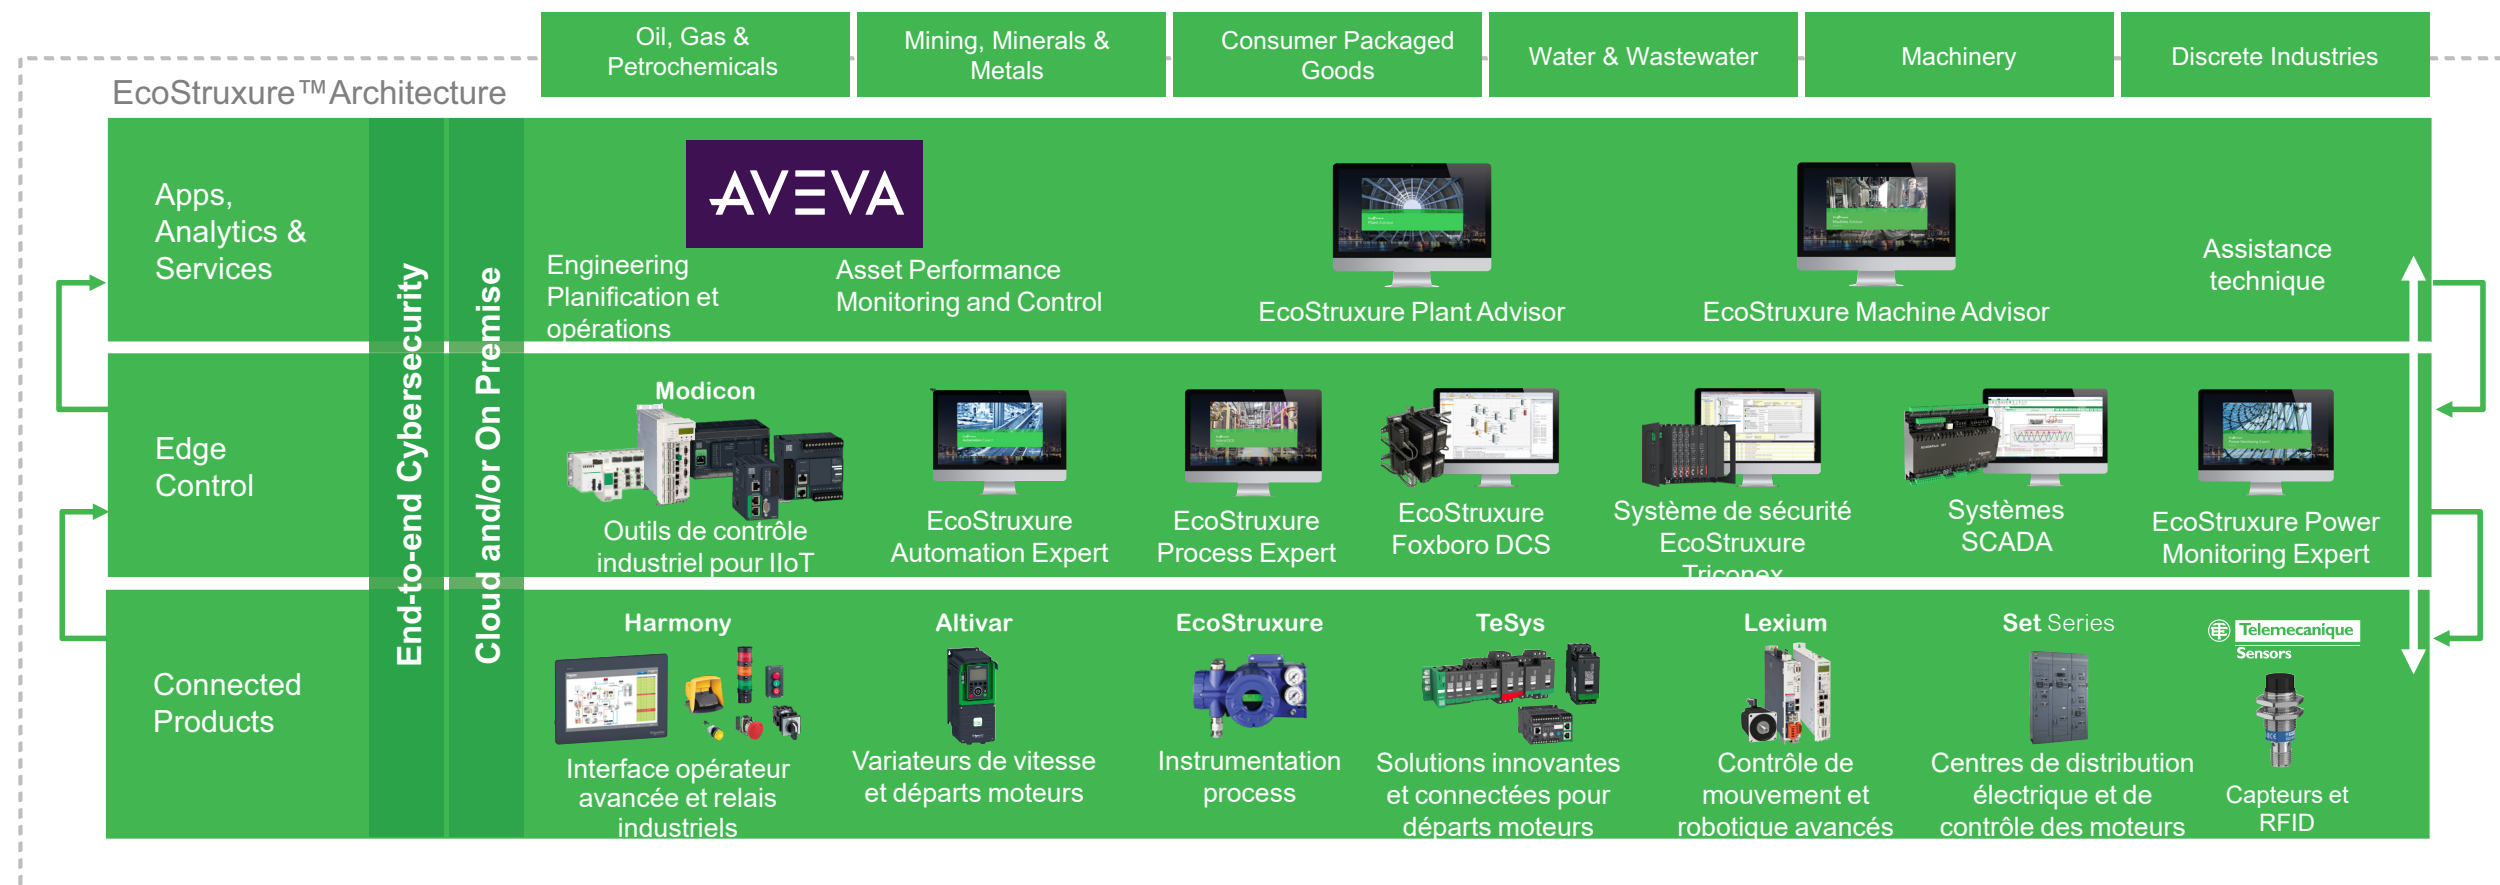 Oil, Gas &
Petrochemicals
Mining, Minerals &
Metals
Consumer Packaged
Goods
Water & Wastewater
Machinery
Discrete Industries
EcoStruxure™Architecture
Apps,
Analytics &
Services
End-to-end Cybersecurity
Cloud and/or On Premise
AVEVA
Engineering
Planification et
opérations
Asset Performance
Monitoring and Control
EcoStruxure Plant Advisor
EcoStruxure Machine Advisor
Assistance
technique
Edge
Control
Modicon
Outils de contrôle
industriel pour IIoT
EcoStruxure
Automation Expert
EcoStruxure
Process Expert
EcoStruxure
Foxboro DCS
Système de sécurité
EcoStruxure
Triconex
Systèmes
SCADA
EcoStruxure Power
Monitoring Expert
Connected
Products
Harmony
Interface opérateur
avancée et relais
industriels
Altivar
Variateurs de vitesse
et départs moteurs
EcoStruxure
Instrumentation
process
TeSys
Solutions innovantes
et connectées pour
départs moteurs
Lexium
Contrôle de
mouvement et
robotique avancés
Set Series
Centres de distribution
électrique et de
contrôle des moteurs
Telemecanique
Sensors
Capteurs et
RFID